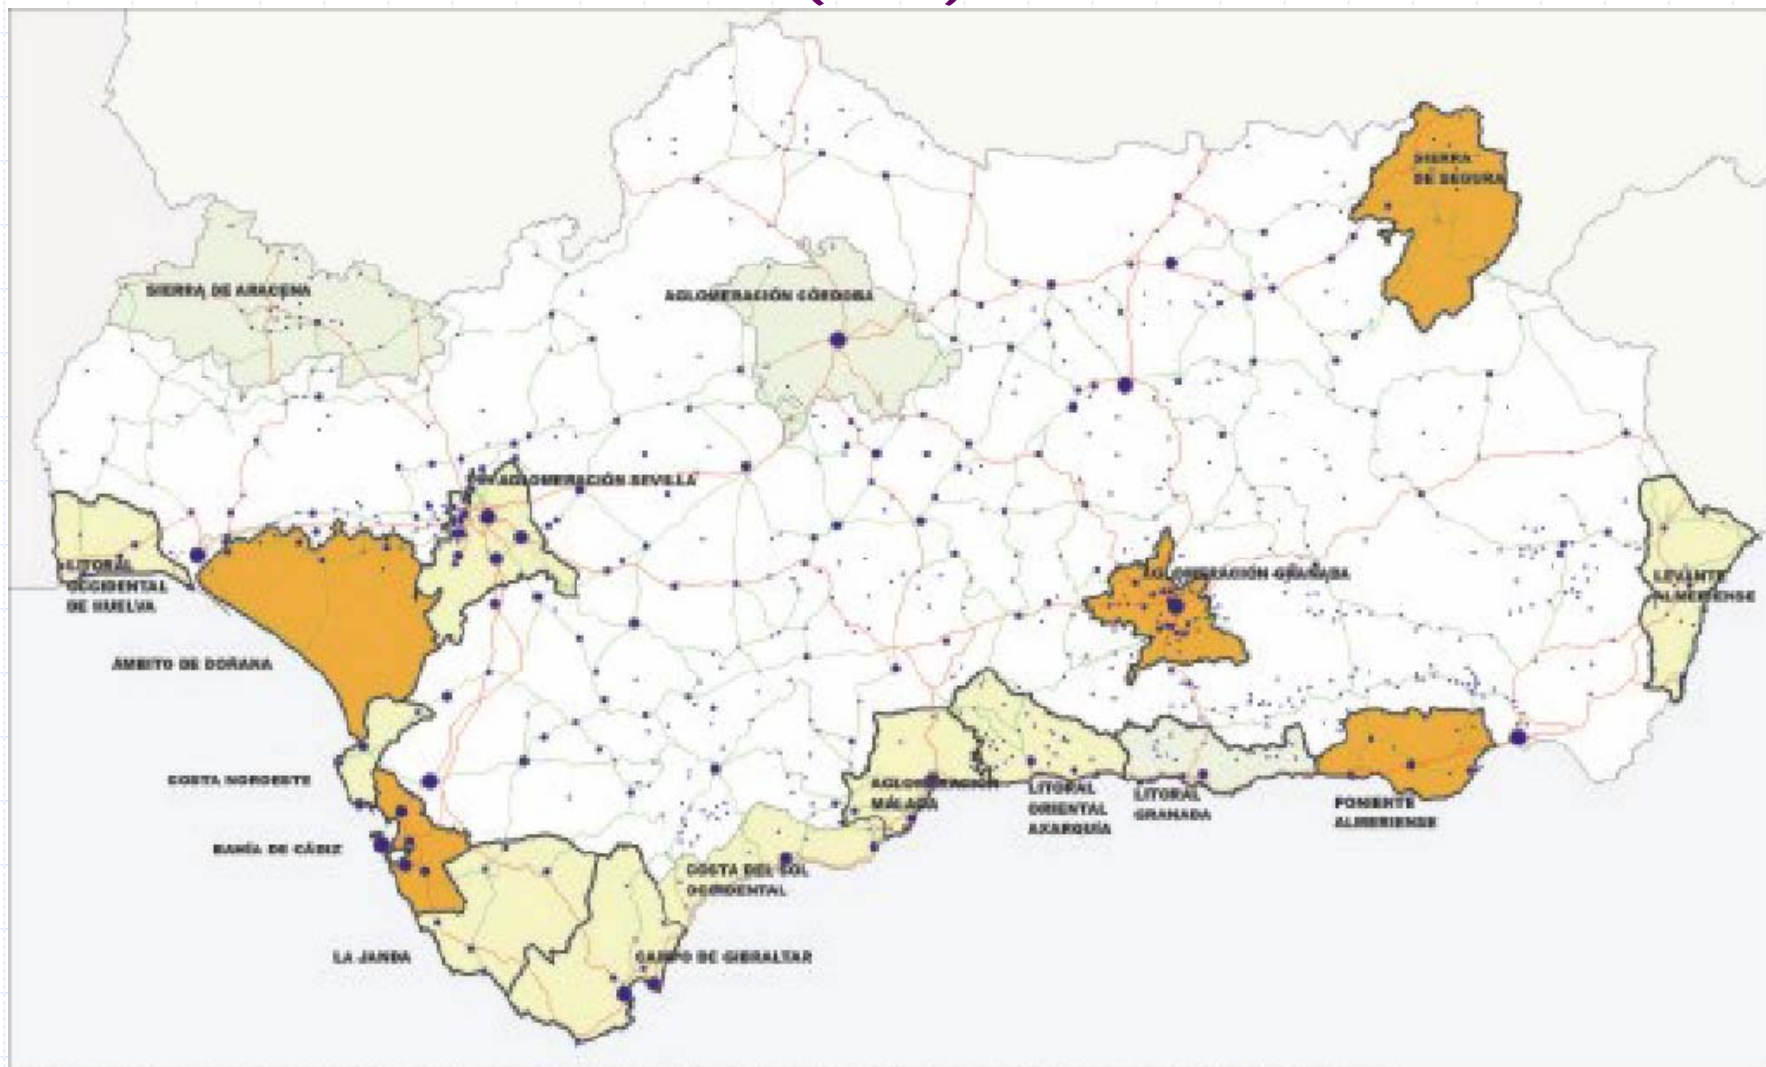 SIERRA
DE SEGURA
SIERRA DE ARACENA
AGLOMERACIÓN CÓRDOBA
AGLOMERACIÓN SEVILLA
LITORAL
OCCIDENTAL
DE HUELVA
AGLOMERACIÓN GRANADA
LEVANTE
ALMERIENSE
ÁMBITO DE DOÑANA
COSTA NOROESTE
AGLOMERACIÓN
MÁLAGA
LITORAL
ORIENTAL
AXARQUÍA
LITORAL
GRANADA
PONIENTE
ALMERIENSE
BAHÍA DE CÁDIZ
COSTA DEL SOL
OCCIDENTAL
LA JANDA
CAMPO DE GIBRALTAR